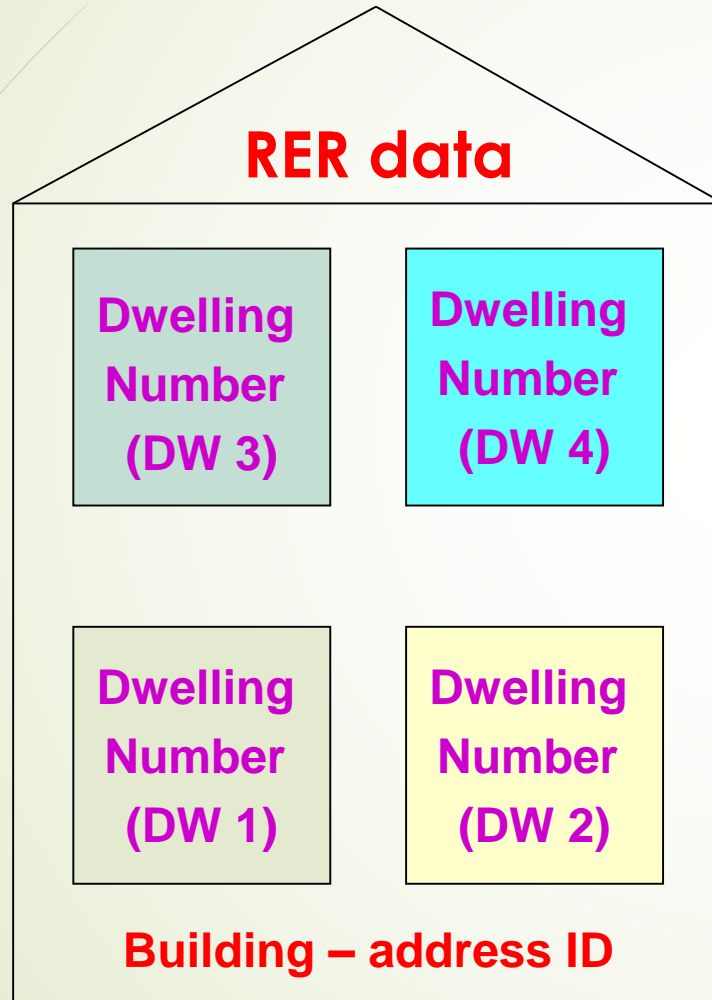 RER data
Dwelling
Number
(DW 3)
Dwelling
Number
(DW 4)
Dwelling
Number
(DW 1)
Dwelling
Number
(DW 2)
Building – address ID